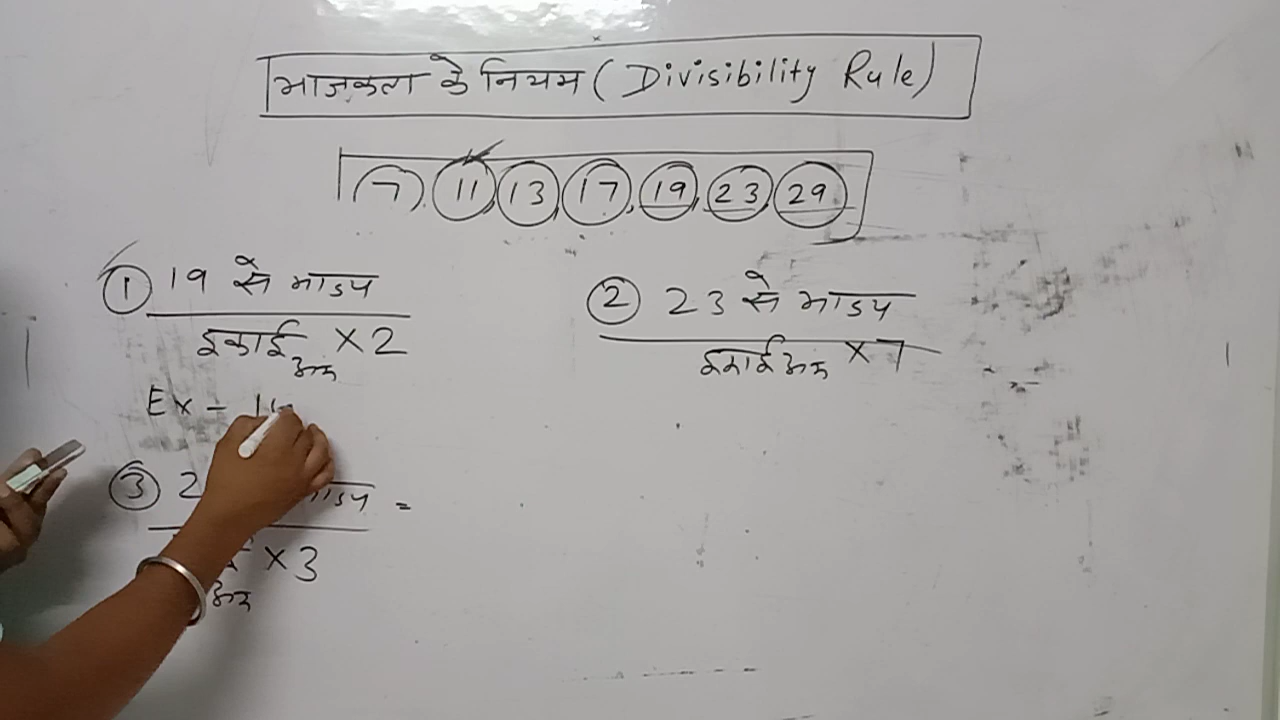 भाजकता के नियम (Divisibility Rule)
7, 11, 13, 17, 19, 23, 29
① 19 से भाज्य
इकाई अंक × 2
Ex -
② 23 से भाज्य
इकाई अंक × 7
③ 2 भाज्य =
अंक × 3